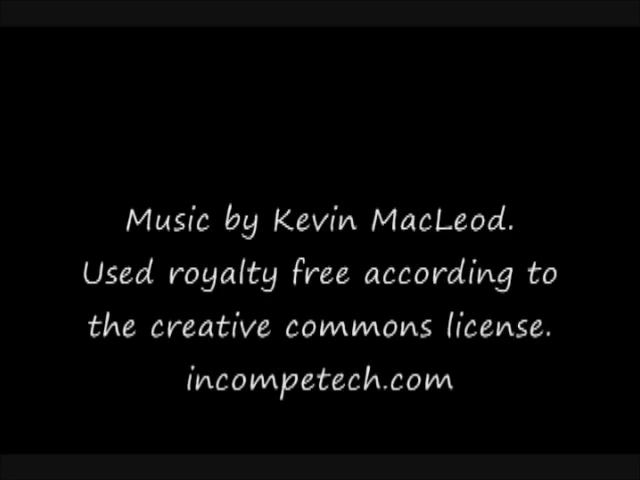 Music by Kevin MacLeod.
Used royalty free according to
the creative commons license.
incompetech.com